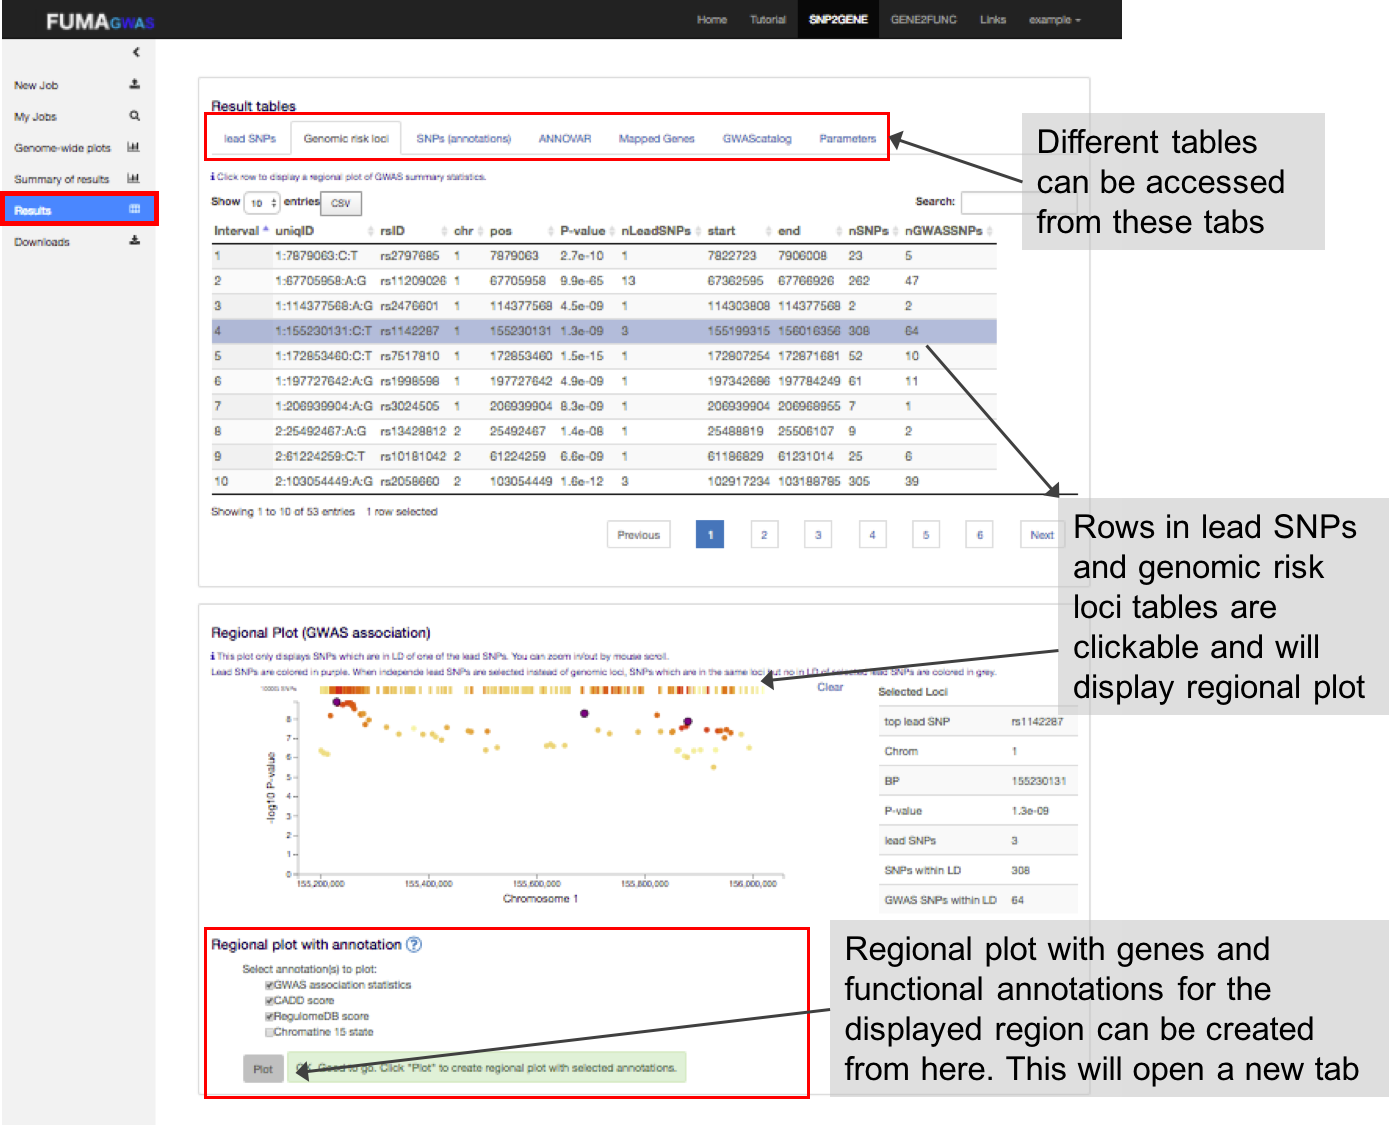 FUMAGWAS
Home Tutorial SNP2GENE GENE2FUNC Links example
New Job
My Jobs
Genome-wide plots
Summary of results
Results
Downloads
Result tables
lead SNPs Genomic risk loci SNPs (annotations) ANNOVAR Mapped Genes GWAScatalog Parameters
Click row to display a regional plot of GWAS summary statistics.
Show 10 entries CSV Search:
Interval uniqID rsID chr pos P-value nLeadSNPs start end nSNPs nGWASSNPs
1 1:7879063:C:T rs2797685 1 7879063 2.7e-10 1 7822723 7906008 23 5
2 1:67705958:A:G rs11209026 1 67705958 9.9e-65 13 67362595 67766926 262 47
3 1:114377568:A:G rs2476601 1 114377568 4.5e-09 1 114303808 114377568 2 2
4 1:155230131:C:T rs1142287 1 155230131 1.3e-09 3 155199315 156016356 308 64
5 1:172853460:C:T rs7517810 1 172853460 1.5e-15 1 172807254 172871681 52 10
6 1:197727642:A:G rs1998598 1 197727642 4.9e-09 1 197342686 197784249 61 11
7 1:206939904:A:G rs3024505 1 206939904 8.3e-09 1 206939904 206968955 7 1
8 2:25492467:A:G rs13428812 2 25492467 1.4e-08 1 25488819 25506107 9 2
9 2:61224259:C:T rs10181042 2 61224259 6.6e-09 1 61186829 61231014 25 6
10 2:103054449:A:G rs2058660 2 103054449 1.6e-12 3 102917234 103188785 305 39
Showing 1 to 10 of 53 entries 1 row selected
Previous 1 2 3 4 5 6 Next
Different tables
can be accessed
from these tabs
Rows in lead SNPs
and genomic risk
loci tables are
clickable and will
display regional plot
Regional Plot (GWAS association)
This plot only displays SNPs which are in LD of one of the lead SNPs. You can zoom in/out by mouse scroll.
Lead SNPs are colored in purple. When independe lead SNPs are selected instead of genomic loci, SNPs which are in the same loci but no in LD of selected lead SNPs are colored in grey.
Clear
8
7
6
5
4
3
2
1
0
-log10 P-value
155,200,000 155,400,000 155,600,000 155,800,000 156,000,000
Chromosome 1
Selected Loci
top lead SNP rs1142287
Chrom 1
BP 155230131
P-value 1.3e-09
lead SNPs 3
SNPs within LD 308
GWAS SNPs within LD 64
Regional plot with annotation ?
Select annotation(s) to plot:
GWAS association statistics
CADD score
RegulomeDB score
Chromatine 15 state
Plot
Good to go. Click "Plot" to create regional plot with selected annotations.
Regional plot with genes and
functional annotations for the
displayed region can be created
from here. This will open a new tab